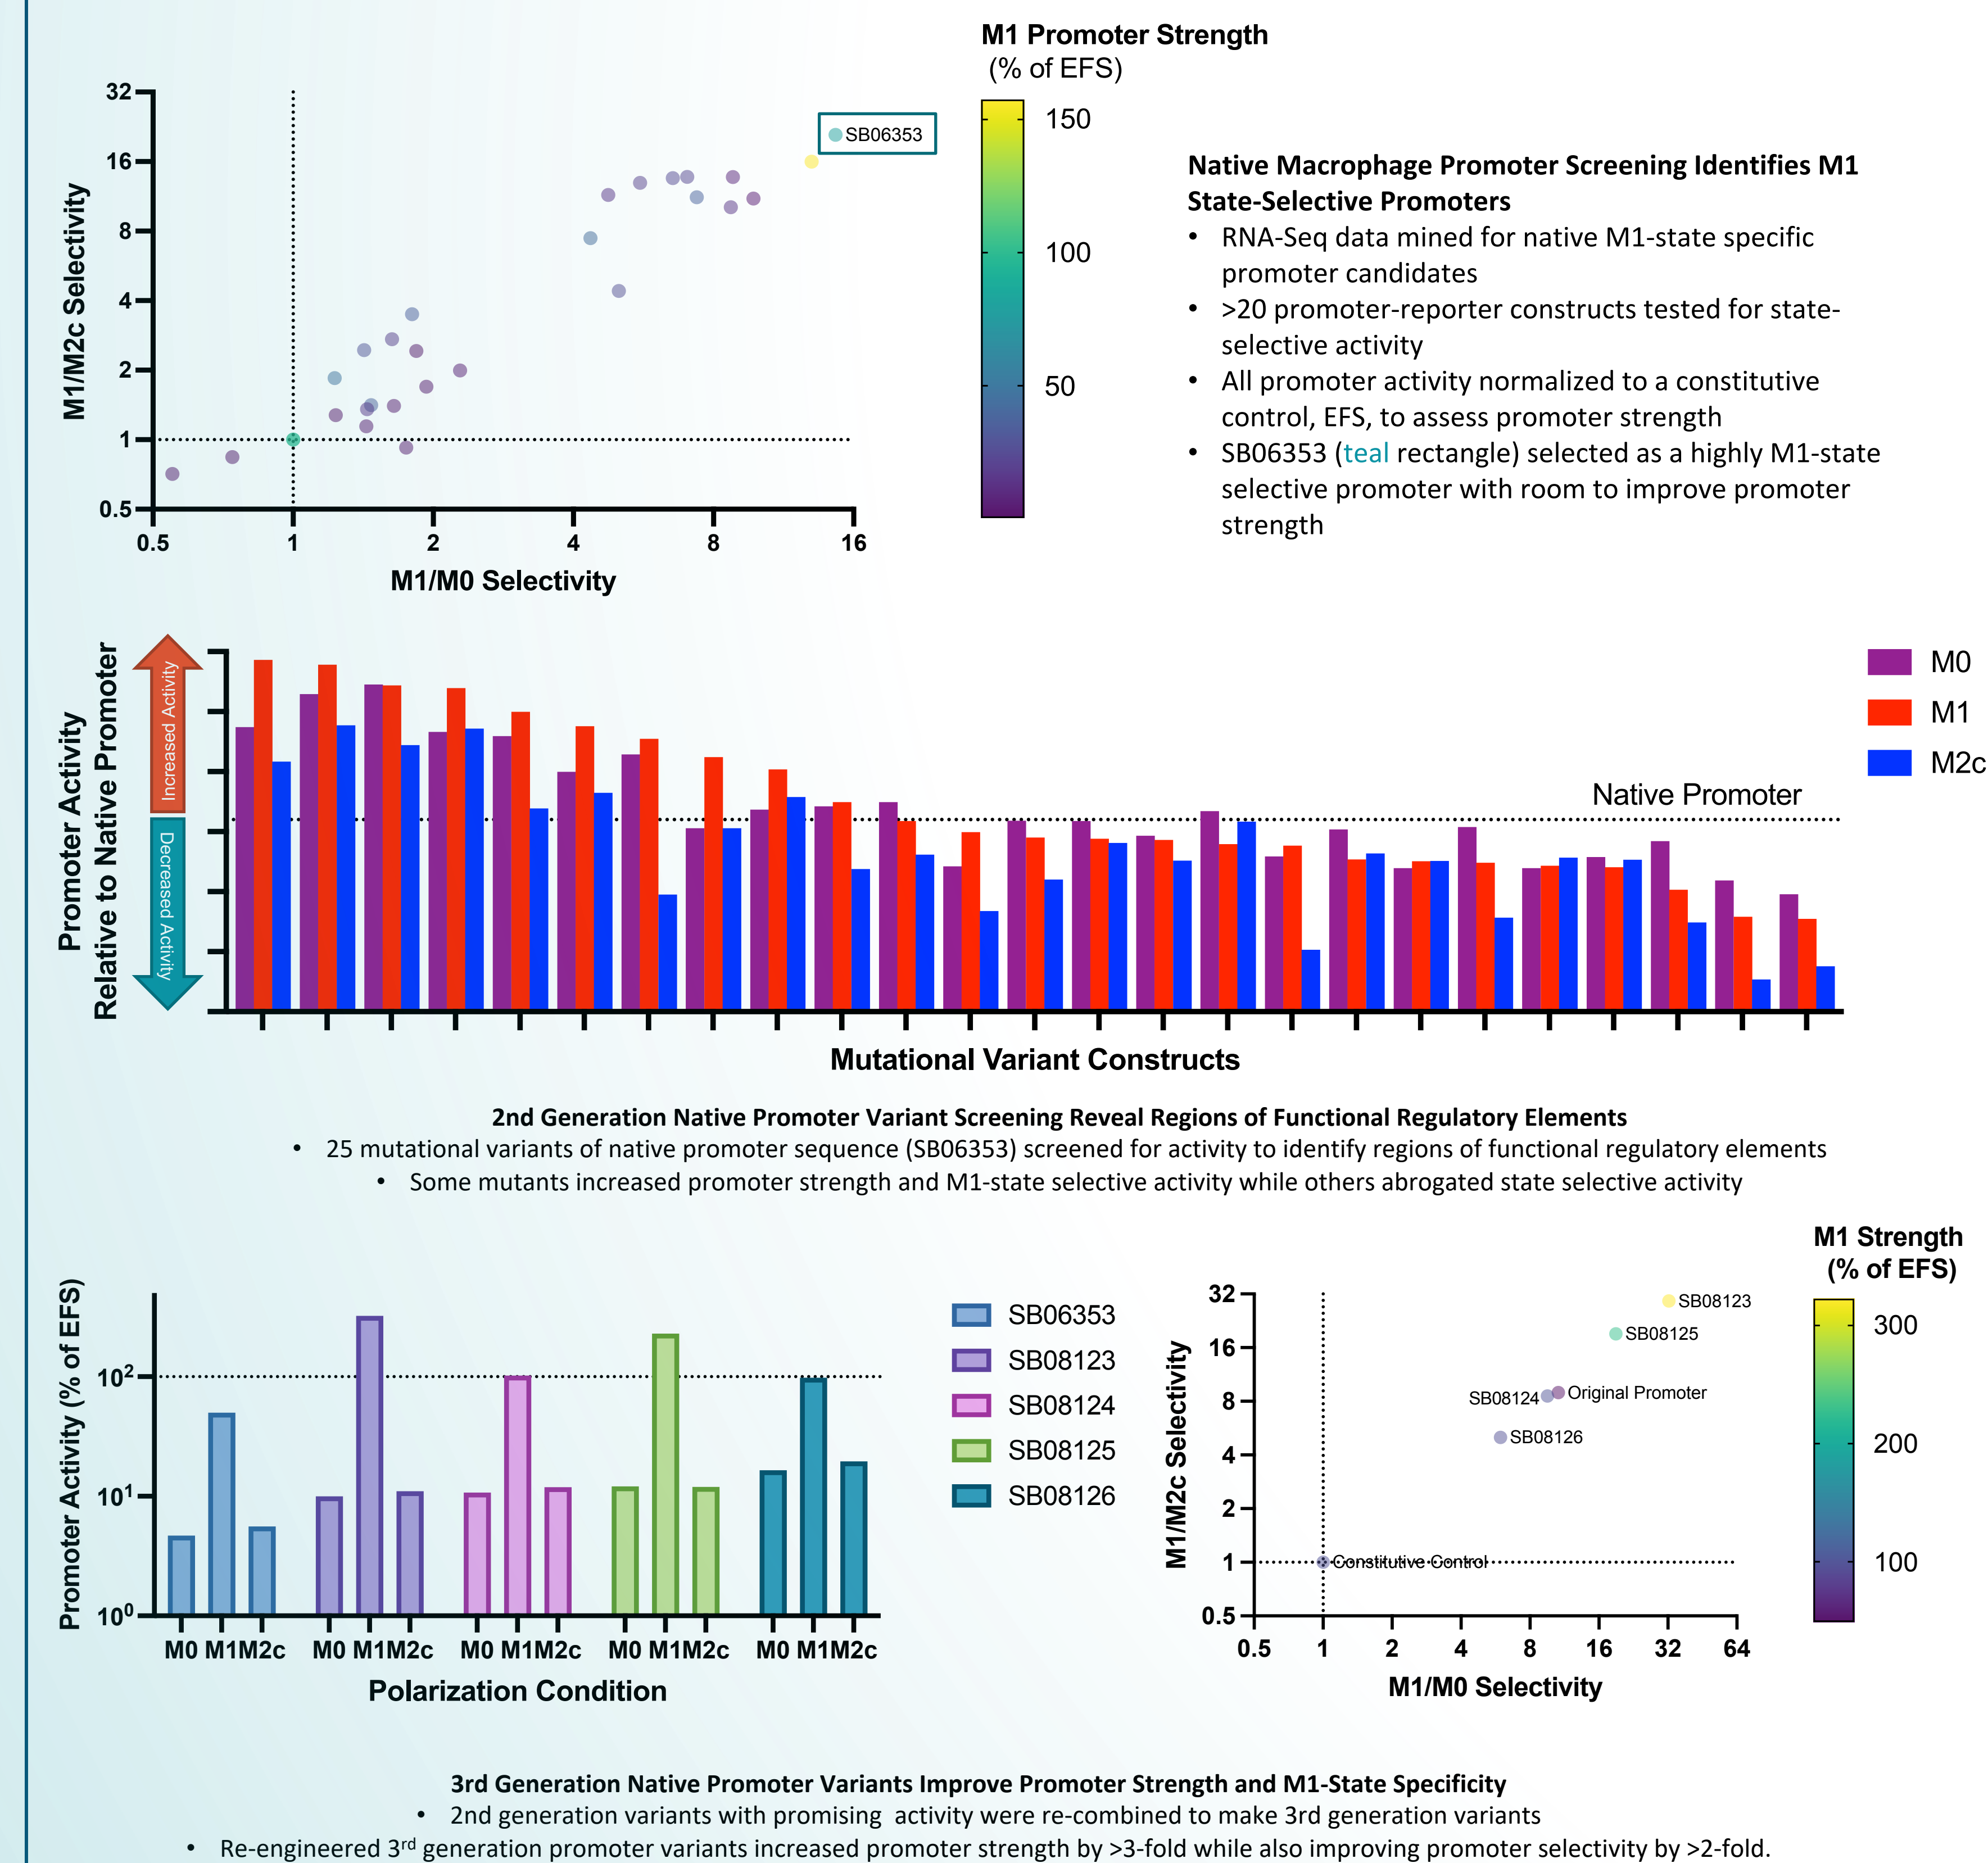 M1 Promoter Strength
(% of EFS)
150
100
50
32
16
8
4
2
1
0.5
M1/M2c Selectivity
SB06353
0.5 1 2 4 8 16
M1/M0 Selectivity
Native Macrophage Promoter Screening Identifies M1
State-Selective Promoters
• RNA-Seq data mined for native M1-state specific
promoter candidates
• >20 promoter-reporter constructs tested for state-
selective activity
• All promoter activity normalized to a constitutive
control, EFS, to assess promoter strength
• SB06353 (teal rectangle) selected as a highly M1-state
selective promoter with room to improve promoter
strength
Promoter Activity
Relative to Native Promoter
Increased Activity
Decreased Activity
Native Promoter
M0
M1
M2c
Mutational Variant Constructs
2nd Generation Native Promoter Variant Screening Reveal Regions of Functional Regulatory Elements
• 25 mutational variants of native promoter sequence (SB06353) screened for activity to identify regions of functional regulatory elements
• Some mutants increased promoter strength and M1-state selective activity while others abrogated state selective activity
Promoter Activity (% of EFS)
10²
10¹
10⁰
M0 M1 M2c M0 M1 M2c M0 M1 M2c M0 M1 M2c M0 M1 M2c
Polarization Condition
SB06353
SB08123
SB08124
SB08125
SB08126
M1 Strength
(% of EFS)
300
200
100
M1/M2c Selectivity
32
16
8
4
2
1
0.5
SB08123
SB08125
SB08124
Original Promoter
SB08126
Constitutive Control
0.5 1 2 4 8 16 32 64
M1/M0 Selectivity
3rd Generation Native Promoter Variants Improve Promoter Strength and M1-State Specificity
• 2nd generation variants with promising activity were re-combined to make 3rd generation variants
• Re-engineered 3rd generation promoter variants increased promoter strength by >3-fold while also improving promoter selectivity by >2-fold.